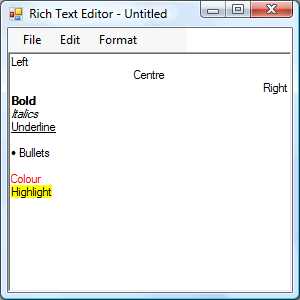 Rich Text Editor - Untitled
File Edit Format
Left
Centre
Right
Bold
Italics
Underline
• Bullets
Colour
Highlight